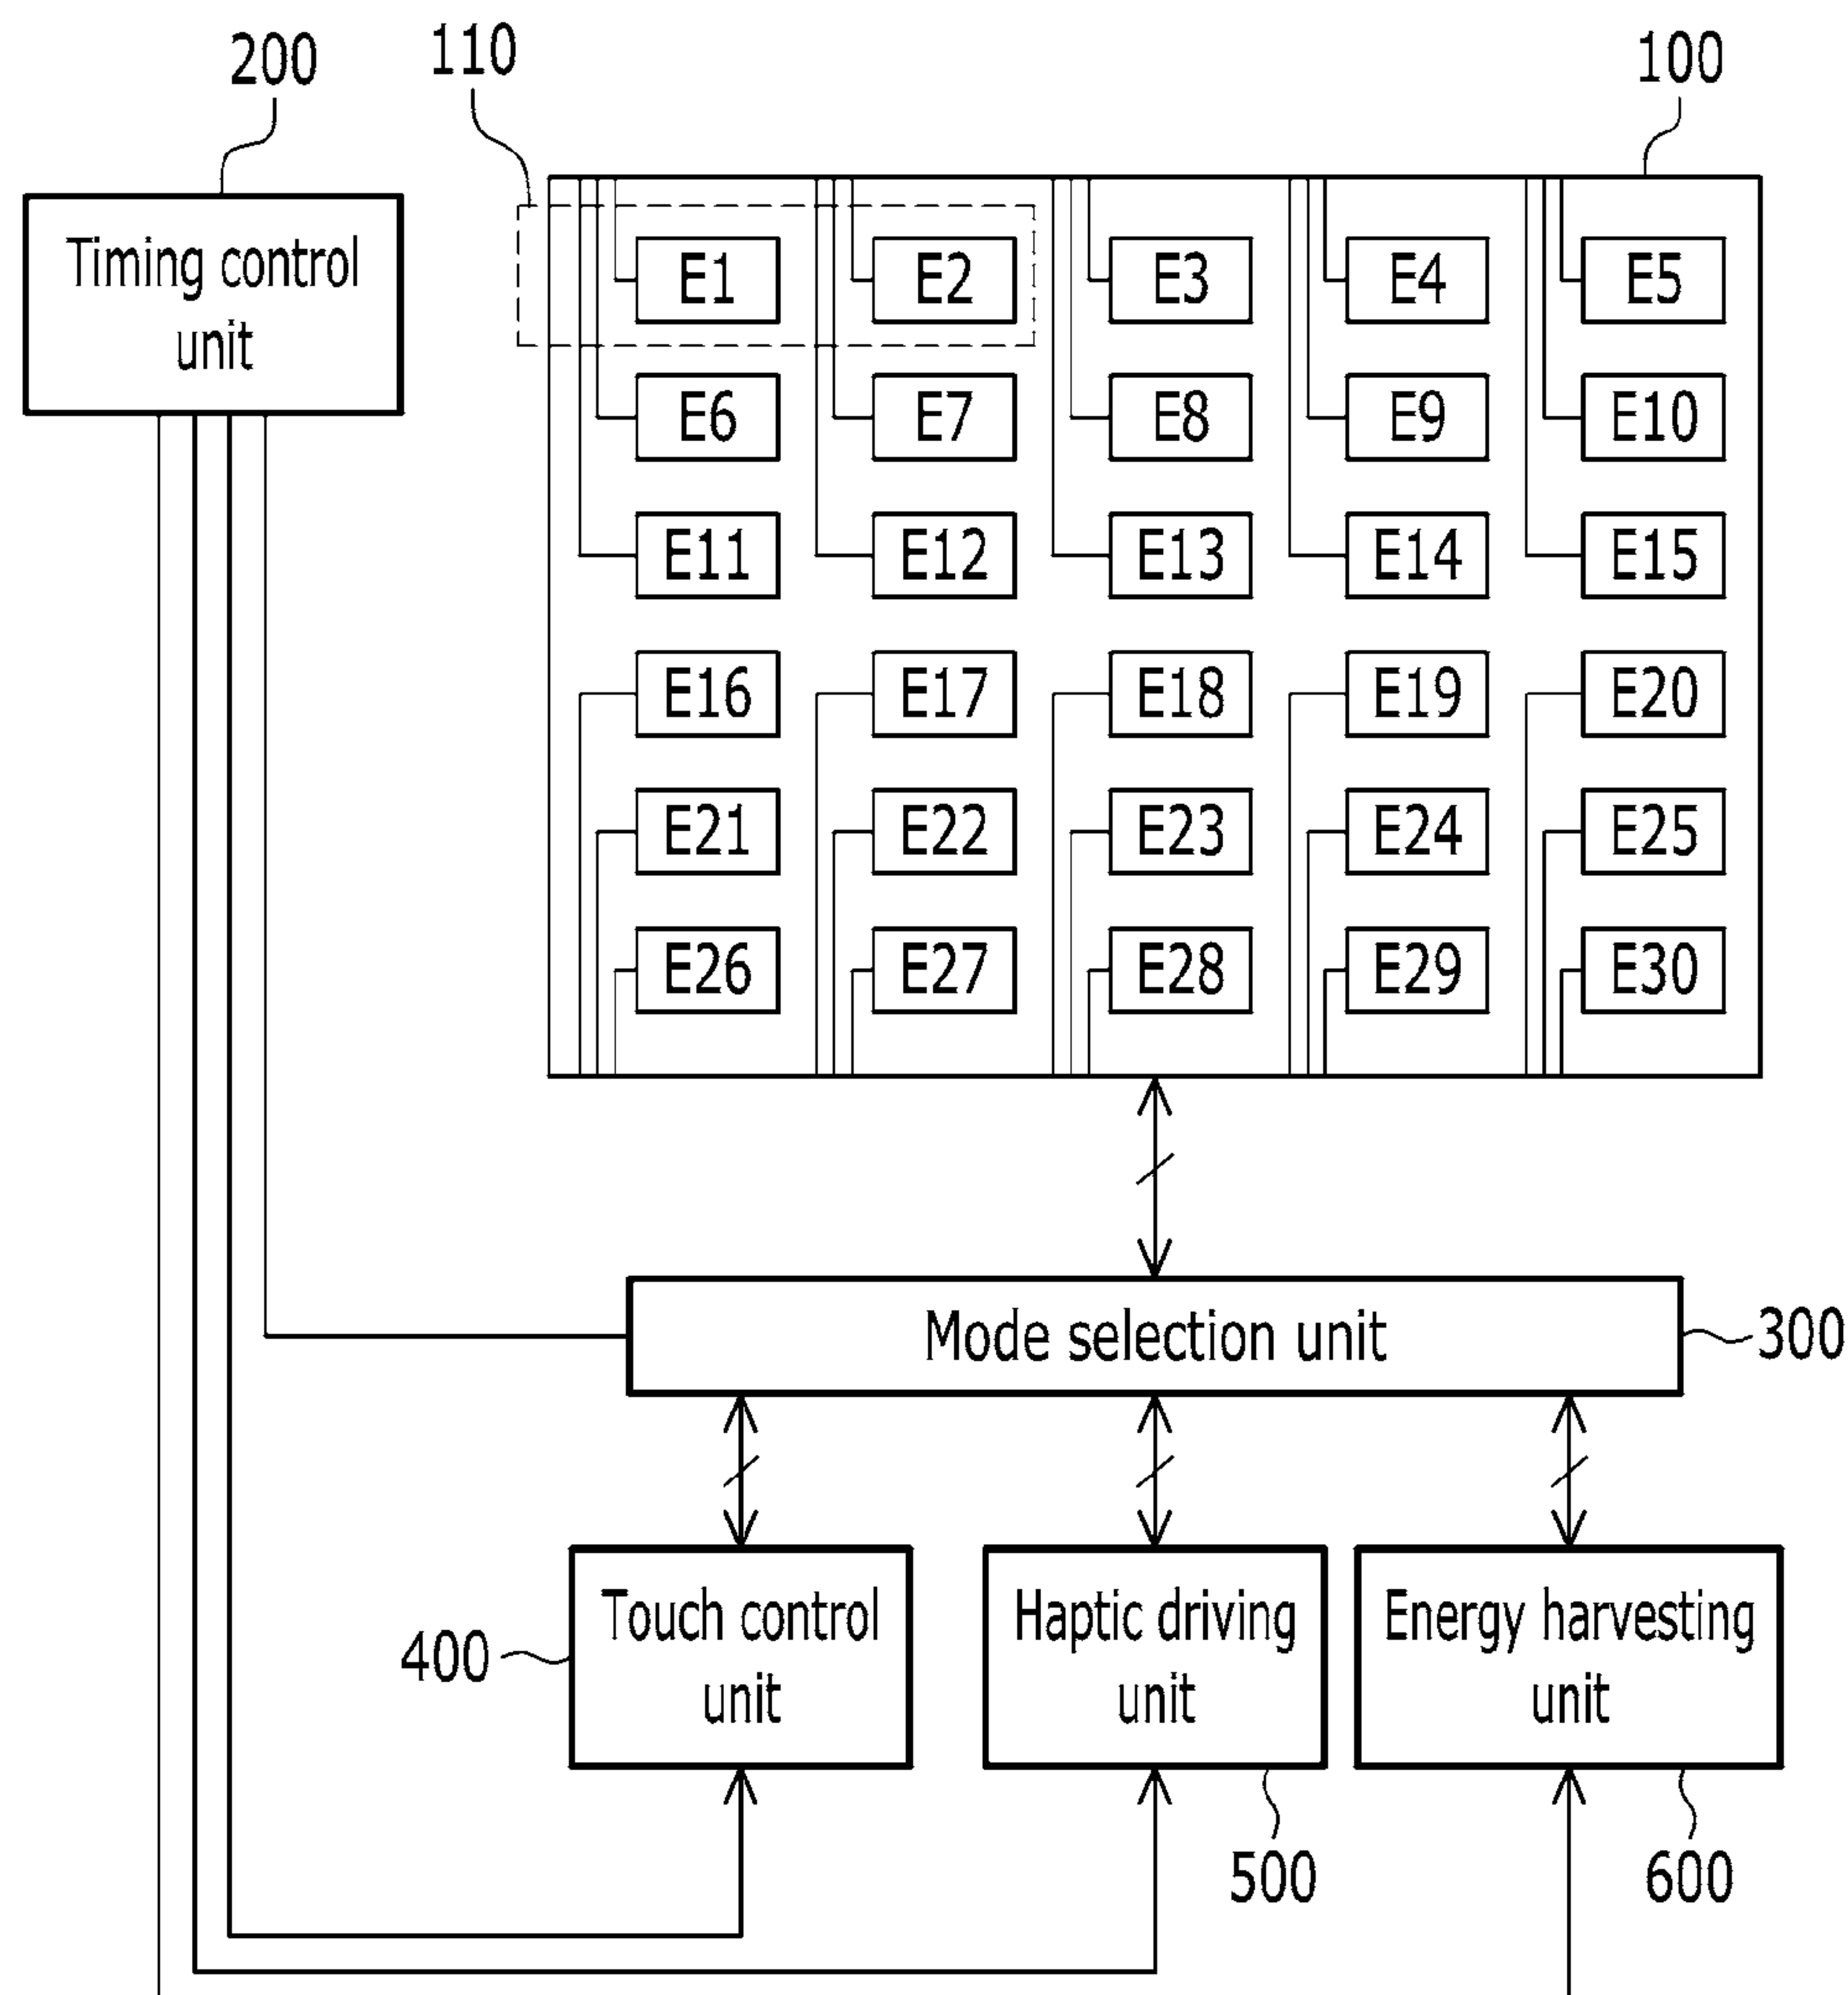 200
110
100
Timing control
unit
E1 E2 E3 E4 E5
E6 E7 E8 E9 E10
E11 E12 E13 E14 E15
E16 E17 E18 E19 E20
E21 E22 E23 E24 E25
E26 E27 E28 E29 E30
Mode selection unit
300
400
Touch control
unit
Haptic driving
unit
Energy harvesting
unit
500
600